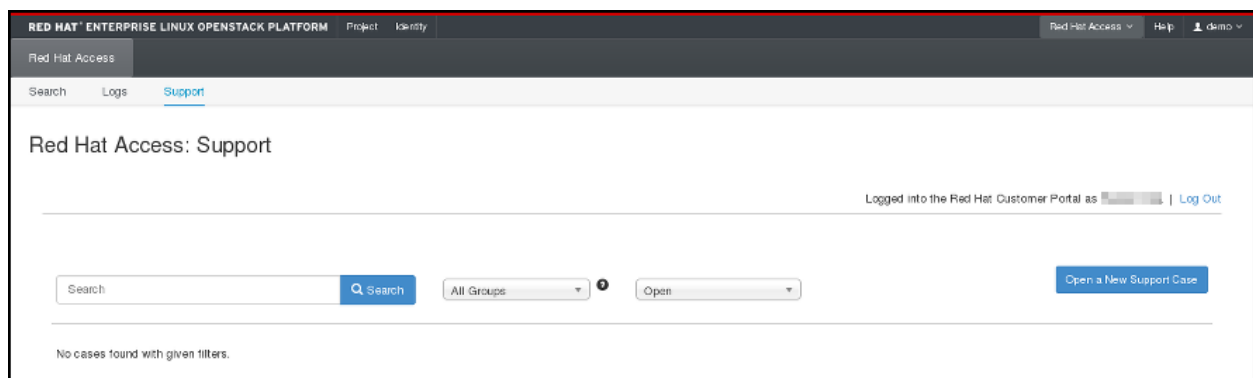 RED HAT® ENTERPRISE LINUX OPENSTACK PLATFORM Project Identity Red Hat Access Help demo
Red Hat Access
Search Logs Support
Red Hat Access: Support
Logged into the Red Hat Customer Portal as | Log Out
Search Search All Groups ? Open Open a New Support Case
No cases found with given filters.